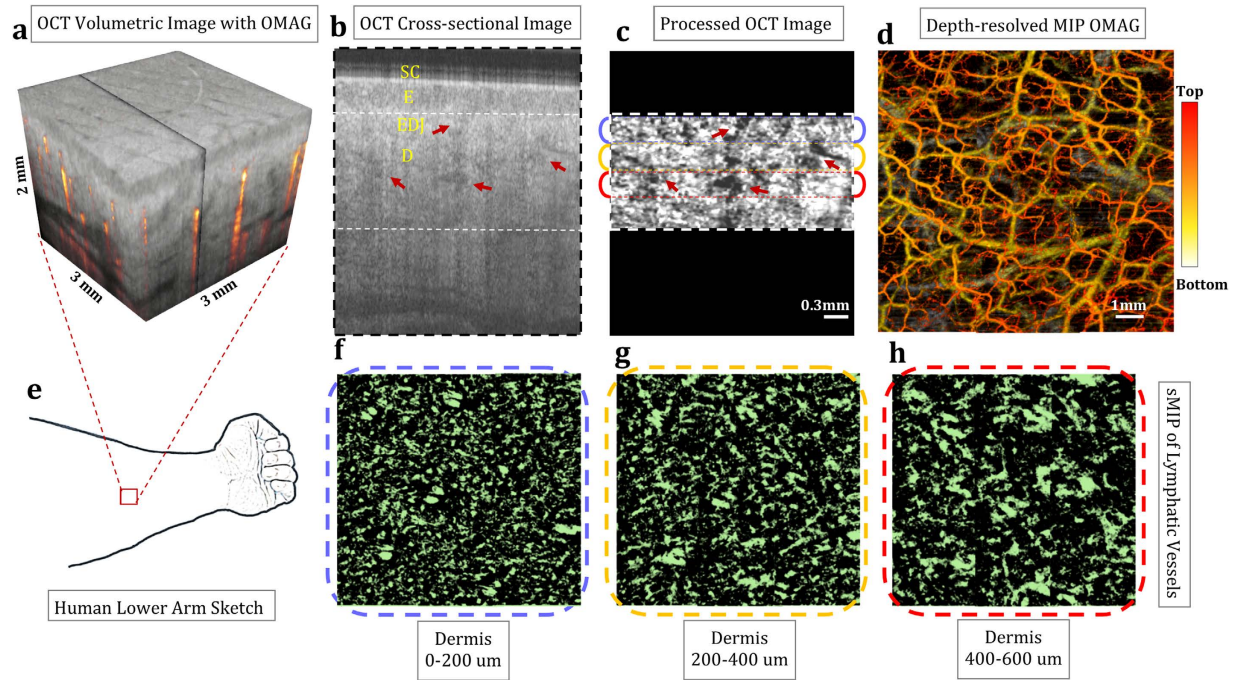 a
OCT Volumetric Image with OMAG
2 mm
3 mm
3 mm
b
OCT Cross-sectional Image
SC
E
EDJ
D
c
Processed OCT Image
0.3mm
d
Depth-resolved MIP OMAG
1mm
Top
Bottom
e
Human Lower Arm Sketch
f
Dermis
0-200 um
g
Dermis
200-400 um
h
Dermis
400-600 um
sMIP of Lymphatic Vessels